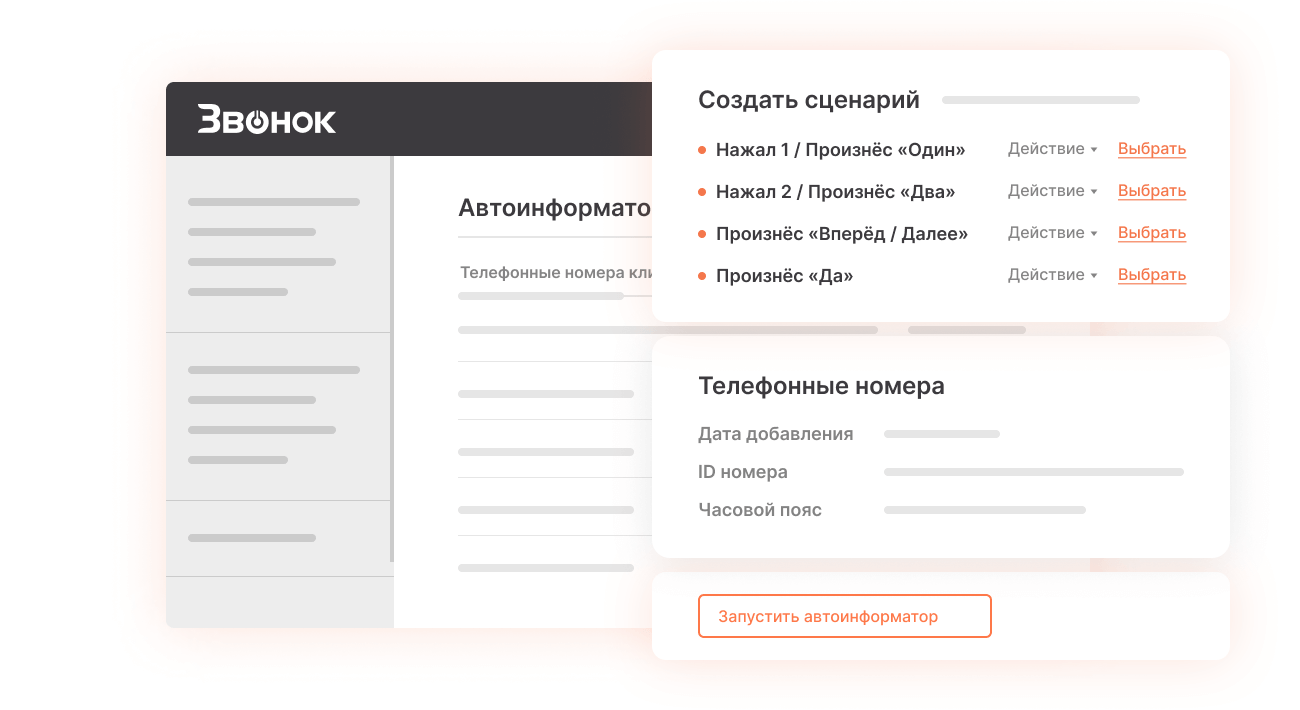 Звонок
Автоинформато
Телефонные номера кли
Создать сценарий
Нажал 1 / Произнёс «Один» Действие Выбрать
Нажал 2 / Произнёс «Два» Действие Выбрать
Произнёс «Вперёд / Далее» Действие Выбрать
Произнёс «Да» Действие Выбрать
Телефонные номера
Дата добавления
ID номера
Часовой пояс
Запустить автоинформатор